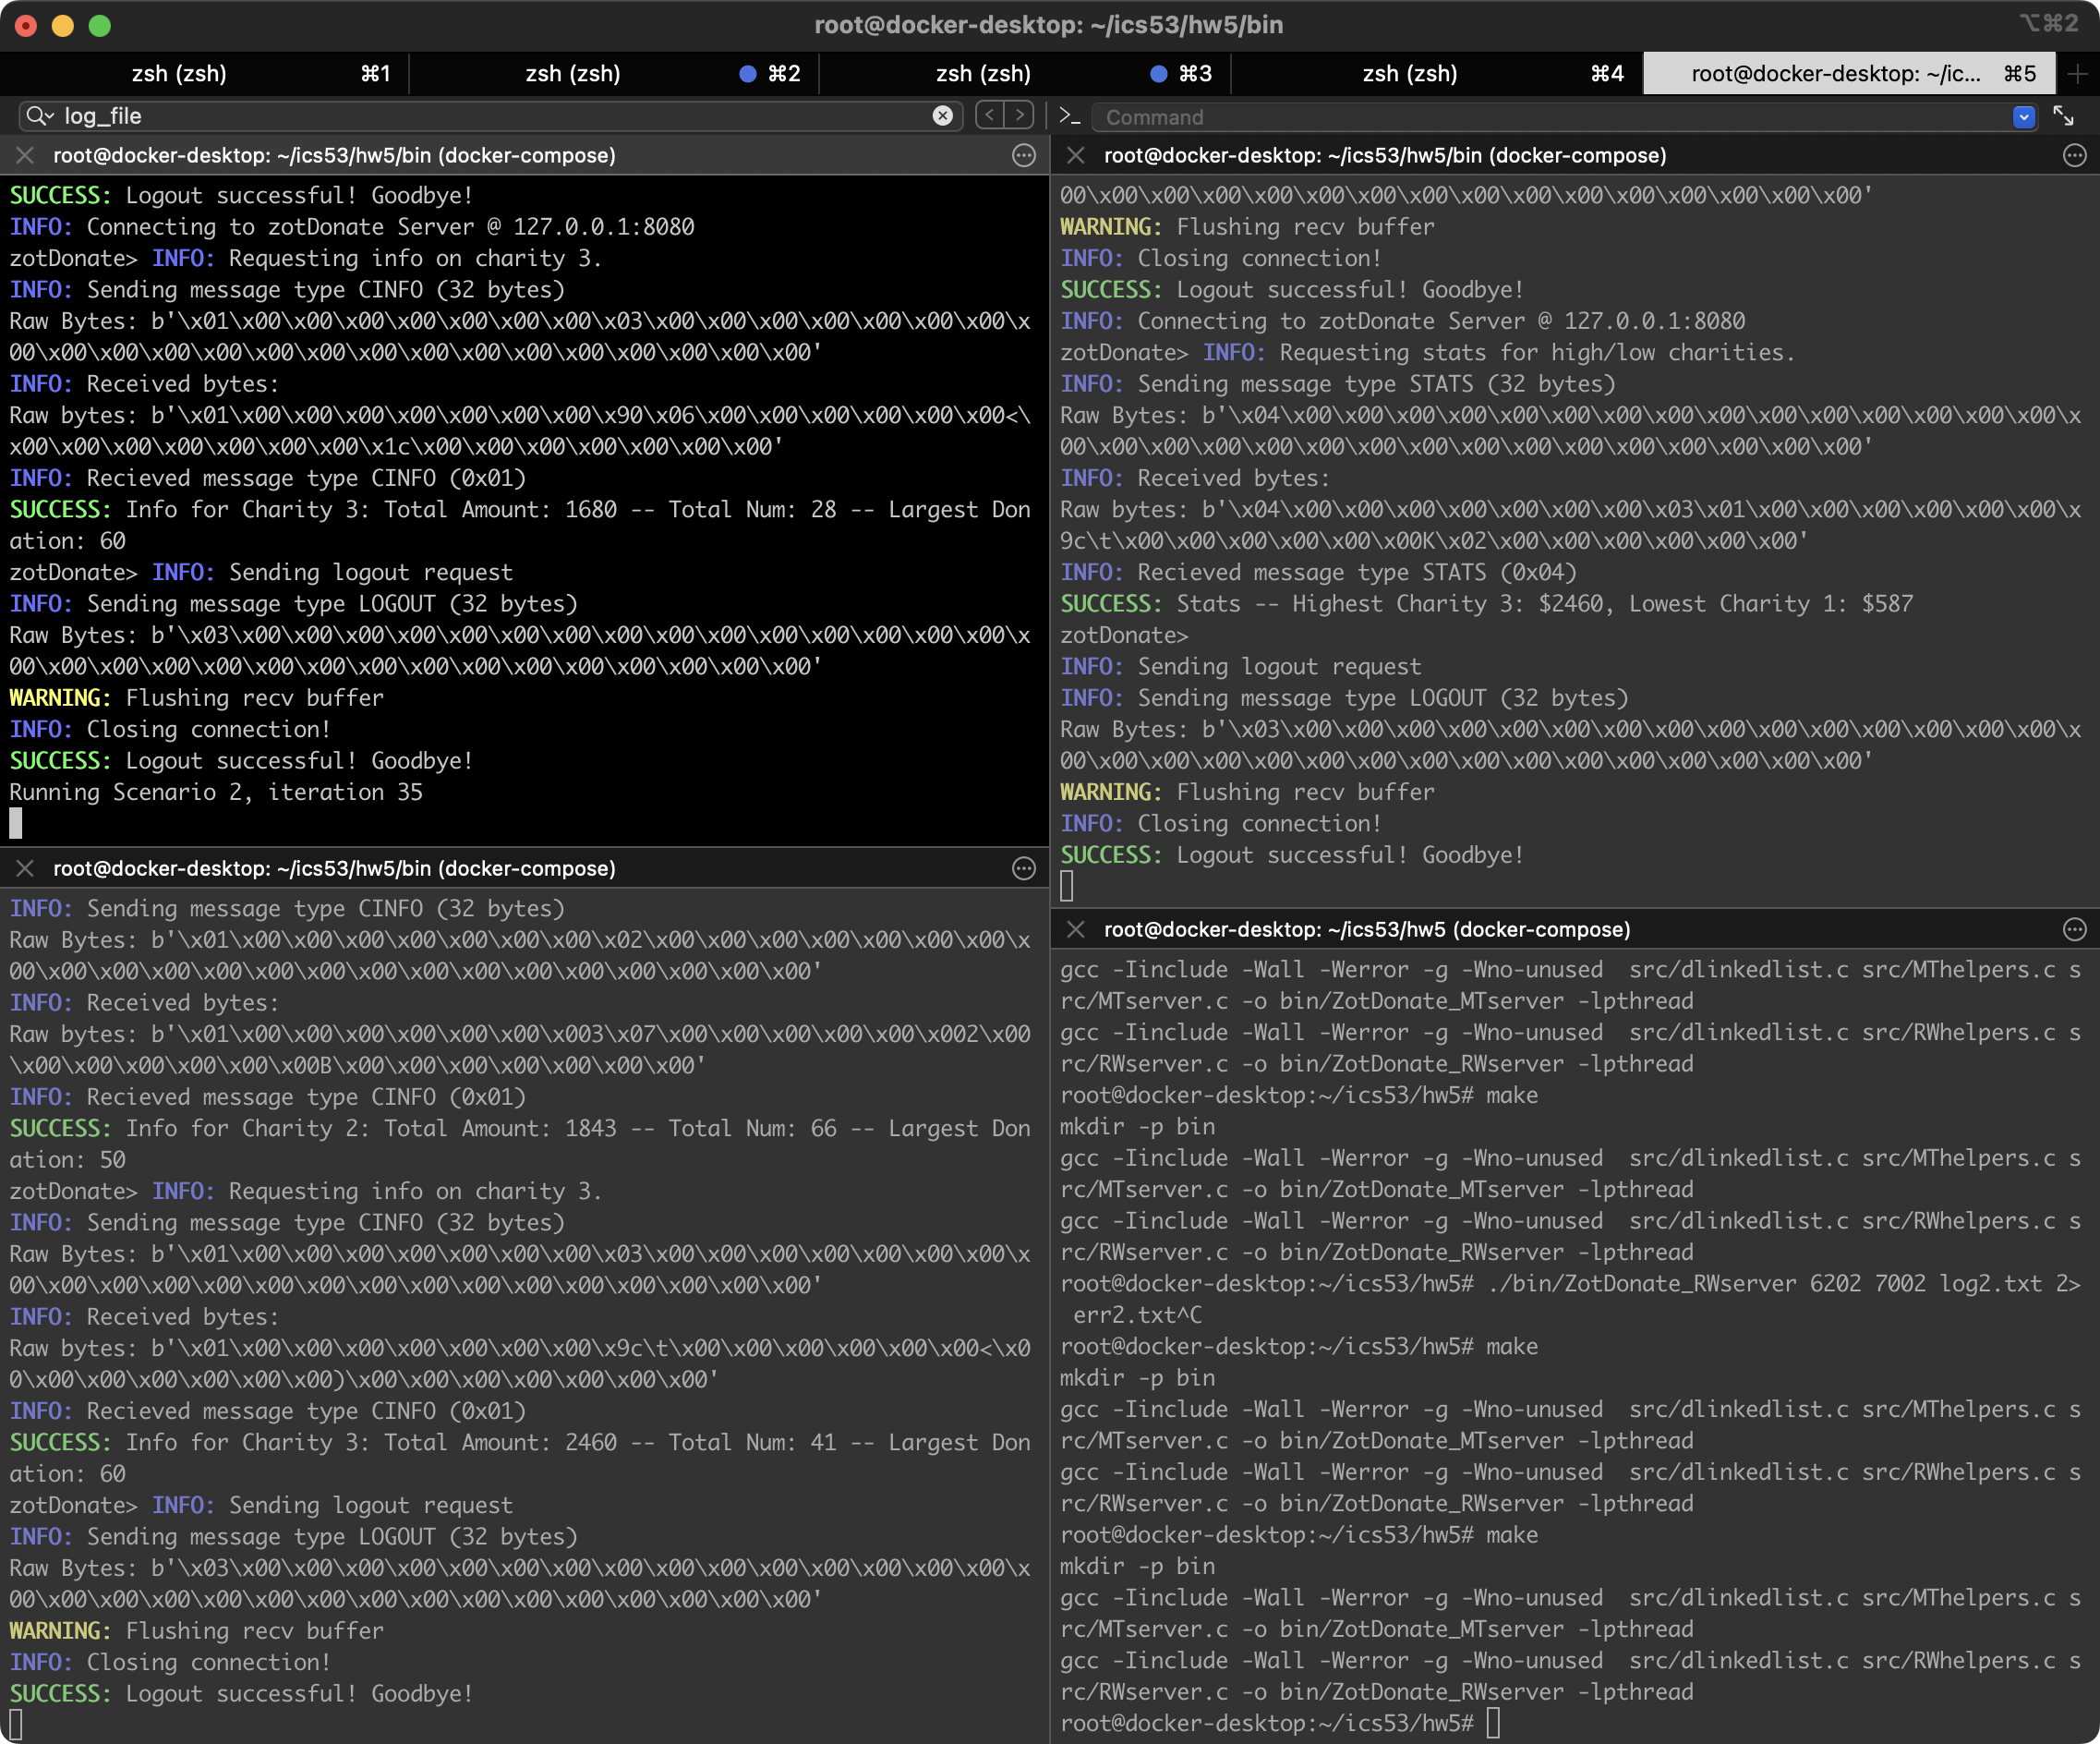 root@docker-desktop: ~/ics53/hw5/bin
⌥⌘2
zsh (zsh) ⌘1
zsh (zsh) ⌘2
zsh (zsh) ⌘3
zsh (zsh) ⌘4
root@docker-desktop: ~/ic... ⌘5
log_file
Command
root@docker-desktop: ~/ics53/hw5/bin (docker-compose)
SUCCESS: Logout successful! Goodbye!
INFO: Connecting to zotDonate Server @ 127.0.0.1:8080
zotDonate> INFO: Requesting info on charity 3.
INFO: Sending message type CINFO (32 bytes)
Raw Bytes: b'\x01\x00\x00\x00\x00\x00\x00\x00\x03\x00\x00\x00\x00\x00\x00\x00\x
00\x00\x00\x00\x00\x00\x00\x00\x00\x00\x00\x00\x00\x00\x00\x00'
INFO: Received bytes:
Raw bytes: b'\x01\x00\x00\x00\x00\x00\x00\x00\x90\x06\x00\x00\x00\x00\x00\x00<\
x00\x00\x00\x00\x00\x00\x00\x1c\x00\x00\x00\x00\x00\x00\x00'
INFO: Recieved message type CINFO (0x01)
SUCCESS: Info for Charity 3: Total Amount: 1680 -- Total Num: 28 -- Largest Don
ation: 60
zotDonate> INFO: Sending logout request
INFO: Sending message type LOGOUT (32 bytes)
Raw Bytes: b'\x03\x00\x00\x00\x00\x00\x00\x00\x00\x00\x00\x00\x00\x00\x00\x00\x
00\x00\x00\x00\x00\x00\x00\x00\x00\x00\x00\x00\x00\x00\x00\x00'
WARNING: Flushing recv buffer
INFO: Closing connection!
SUCCESS: Logout successful! Goodbye!
Running Scenario 2, iteration 35
root@docker-desktop: ~/ics53/hw5/bin (docker-compose)
INFO: Sending message type CINFO (32 bytes)
Raw Bytes: b'\x01\x00\x00\x00\x00\x00\x00\x00\x02\x00\x00\x00\x00\x00\x00\x00\x
00\x00\x00\x00\x00\x00\x00\x00\x00\x00\x00\x00\x00\x00\x00\x00'
INFO: Received bytes:
Raw bytes: b'\x01\x00\x00\x00\x00\x00\x00\x003\x07\x00\x00\x00\x00\x00\x002\x00
\x00\x00\x00\x00\x00\x00B\x00\x00\x00\x00\x00\x00\x00'
INFO: Recieved message type CINFO (0x01)
SUCCESS: Info for Charity 2: Total Amount: 1843 -- Total Num: 66 -- Largest Don
ation: 50
zotDonate> INFO: Requesting info on charity 3.
INFO: Sending message type CINFO (32 bytes)
Raw Bytes: b'\x01\x00\x00\x00\x00\x00\x00\x00\x03\x00\x00\x00\x00\x00\x00\x00\x
00\x00\x00\x00\x00\x00\x00\x00\x00\x00\x00\x00\x00\x00\x00\x00'
INFO: Received bytes:
Raw bytes: b'\x01\x00\x00\x00\x00\x00\x00\x00\x9c\t\x00\x00\x00\x00\x00\x00<\x0
0\x00\x00\x00\x00\x00\x00)\x00\x00\x00\x00\x00\x00\x00'
INFO: Recieved message type CINFO (0x01)
SUCCESS: Info for Charity 3: Total Amount: 2460 -- Total Num: 41 -- Largest Don
ation: 60
zotDonate> INFO: Sending logout request
INFO: Sending message type LOGOUT (32 bytes)
Raw Bytes: b'\x03\x00\x00\x00\x00\x00\x00\x00\x00\x00\x00\x00\x00\x00\x00\x00\x
00\x00\x00\x00\x00\x00\x00\x00\x00\x00\x00\x00\x00\x00\x00\x00'
WARNING: Flushing recv buffer
INFO: Closing connection!
SUCCESS: Logout successful! Goodbye!
root@docker-desktop: ~/ics53/hw5/bin (docker-compose)
00\x00\x00\x00\x00\x00\x00\x00\x00\x00\x00\x00\x00\x00\x00\x00'
WARNING: Flushing recv buffer
INFO: Closing connection!
SUCCESS: Logout successful! Goodbye!
INFO: Connecting to zotDonate Server @ 127.0.0.1:8080
zotDonate> INFO: Requesting stats for high/low charities.
INFO: Sending message type STATS (32 bytes)
Raw Bytes: b'\x04\x00\x00\x00\x00\x00\x00\x00\x00\x00\x00\x00\x00\x00\x00\x00\x
00\x00\x00\x00\x00\x00\x00\x00\x00\x00\x00\x00\x00\x00\x00\x00'
INFO: Received bytes:
Raw bytes: b'\x04\x00\x00\x00\x00\x00\x00\x00\x03\x01\x00\x00\x00\x00\x00\x00\x
9c\t\x00\x00\x00\x00\x00\x00K\x02\x00\x00\x00\x00\x00\x00'
INFO: Recieved message type STATS (0x04)
SUCCESS: Stats -- Highest Charity 3: $2460, Lowest Charity 1: $587
zotDonate>
INFO: Sending logout request
INFO: Sending message type LOGOUT (32 bytes)
Raw Bytes: b'\x03\x00\x00\x00\x00\x00\x00\x00\x00\x00\x00\x00\x00\x00\x00\x00\x
00\x00\x00\x00\x00\x00\x00\x00\x00\x00\x00\x00\x00\x00\x00\x00'
WARNING: Flushing recv buffer
INFO: Closing connection!
SUCCESS: Logout successful! Goodbye!
root@docker-desktop: ~/ics53/hw5 (docker-compose)
gcc -Iinclude -Wall -Werror -g -Wno-unused  src/dlinkedlist.c src/MThelpers.c s
rc/MTserver.c -o bin/ZotDonate_MTserver -lpthread
gcc -Iinclude -Wall -Werror -g -Wno-unused  src/dlinkedlist.c src/RWhelpers.c s
rc/RWserver.c -o bin/ZotDonate_RWserver -lpthread
root@docker-desktop:~/ics53/hw5# make
mkdir -p bin
gcc -Iinclude -Wall -Werror -g -Wno-unused  src/dlinkedlist.c src/MThelpers.c s
rc/MTserver.c -o bin/ZotDonate_MTserver -lpthread
gcc -Iinclude -Wall -Werror -g -Wno-unused  src/dlinkedlist.c src/RWhelpers.c s
rc/RWserver.c -o bin/ZotDonate_RWserver -lpthread
root@docker-desktop:~/ics53/hw5# ./bin/ZotDonate_RWserver 6202 7002 log2.txt 2>
 err2.txt^C
root@docker-desktop:~/ics53/hw5# make
mkdir -p bin
gcc -Iinclude -Wall -Werror -g -Wno-unused  src/dlinkedlist.c src/MThelpers.c s
rc/MTserver.c -o bin/ZotDonate_MTserver -lpthread
gcc -Iinclude -Wall -Werror -g -Wno-unused  src/dlinkedlist.c src/RWhelpers.c s
rc/RWserver.c -o bin/ZotDonate_RWserver -lpthread
root@docker-desktop:~/ics53/hw5# make
mkdir -p bin
gcc -Iinclude -Wall -Werror -g -Wno-unused  src/dlinkedlist.c src/MThelpers.c s
rc/MTserver.c -o bin/ZotDonate_MTserver -lpthread
gcc -Iinclude -Wall -Werror -g -Wno-unused  src/dlinkedlist.c src/RWhelpers.c s
rc/RWserver.c -o bin/ZotDonate_RWserver -lpthread
root@docker-desktop:~/ics53/hw5#